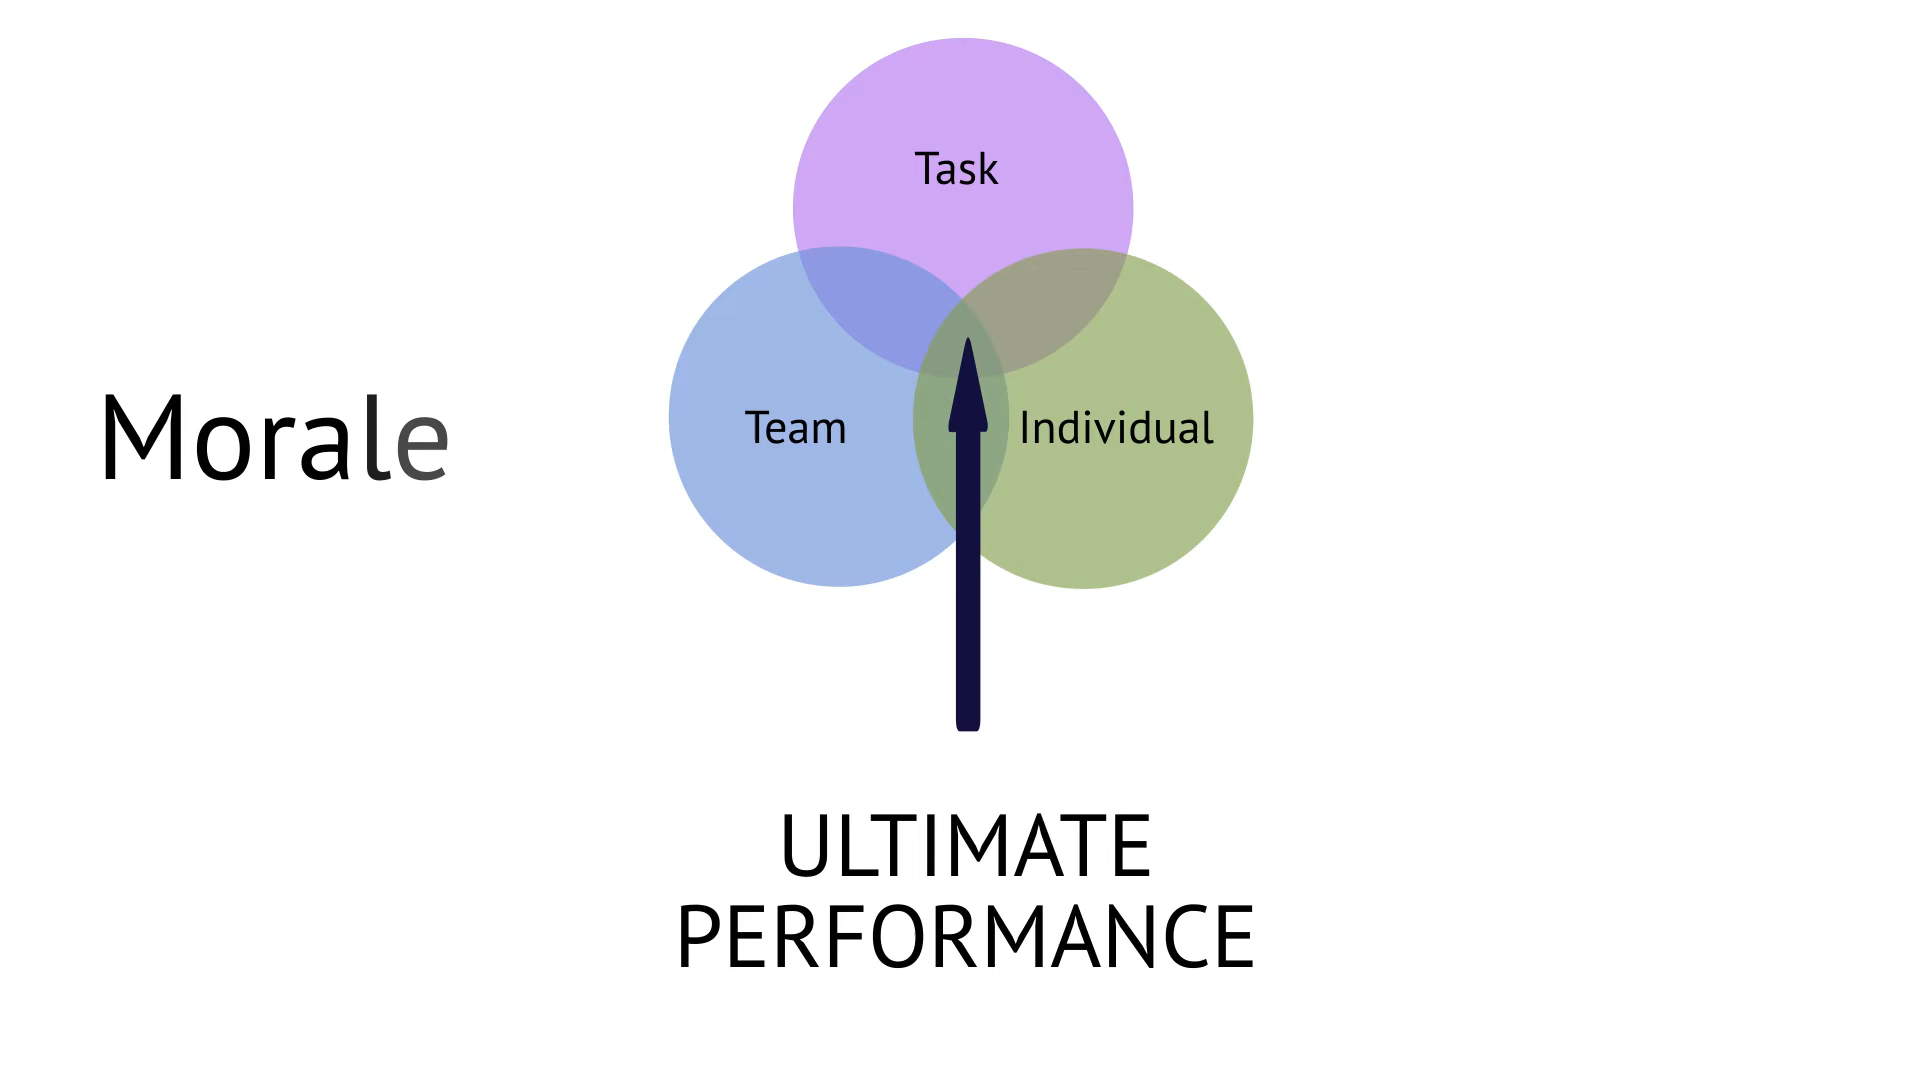 Task
Morale
Team
Individual
ULTIMATE
PERFORMANCE